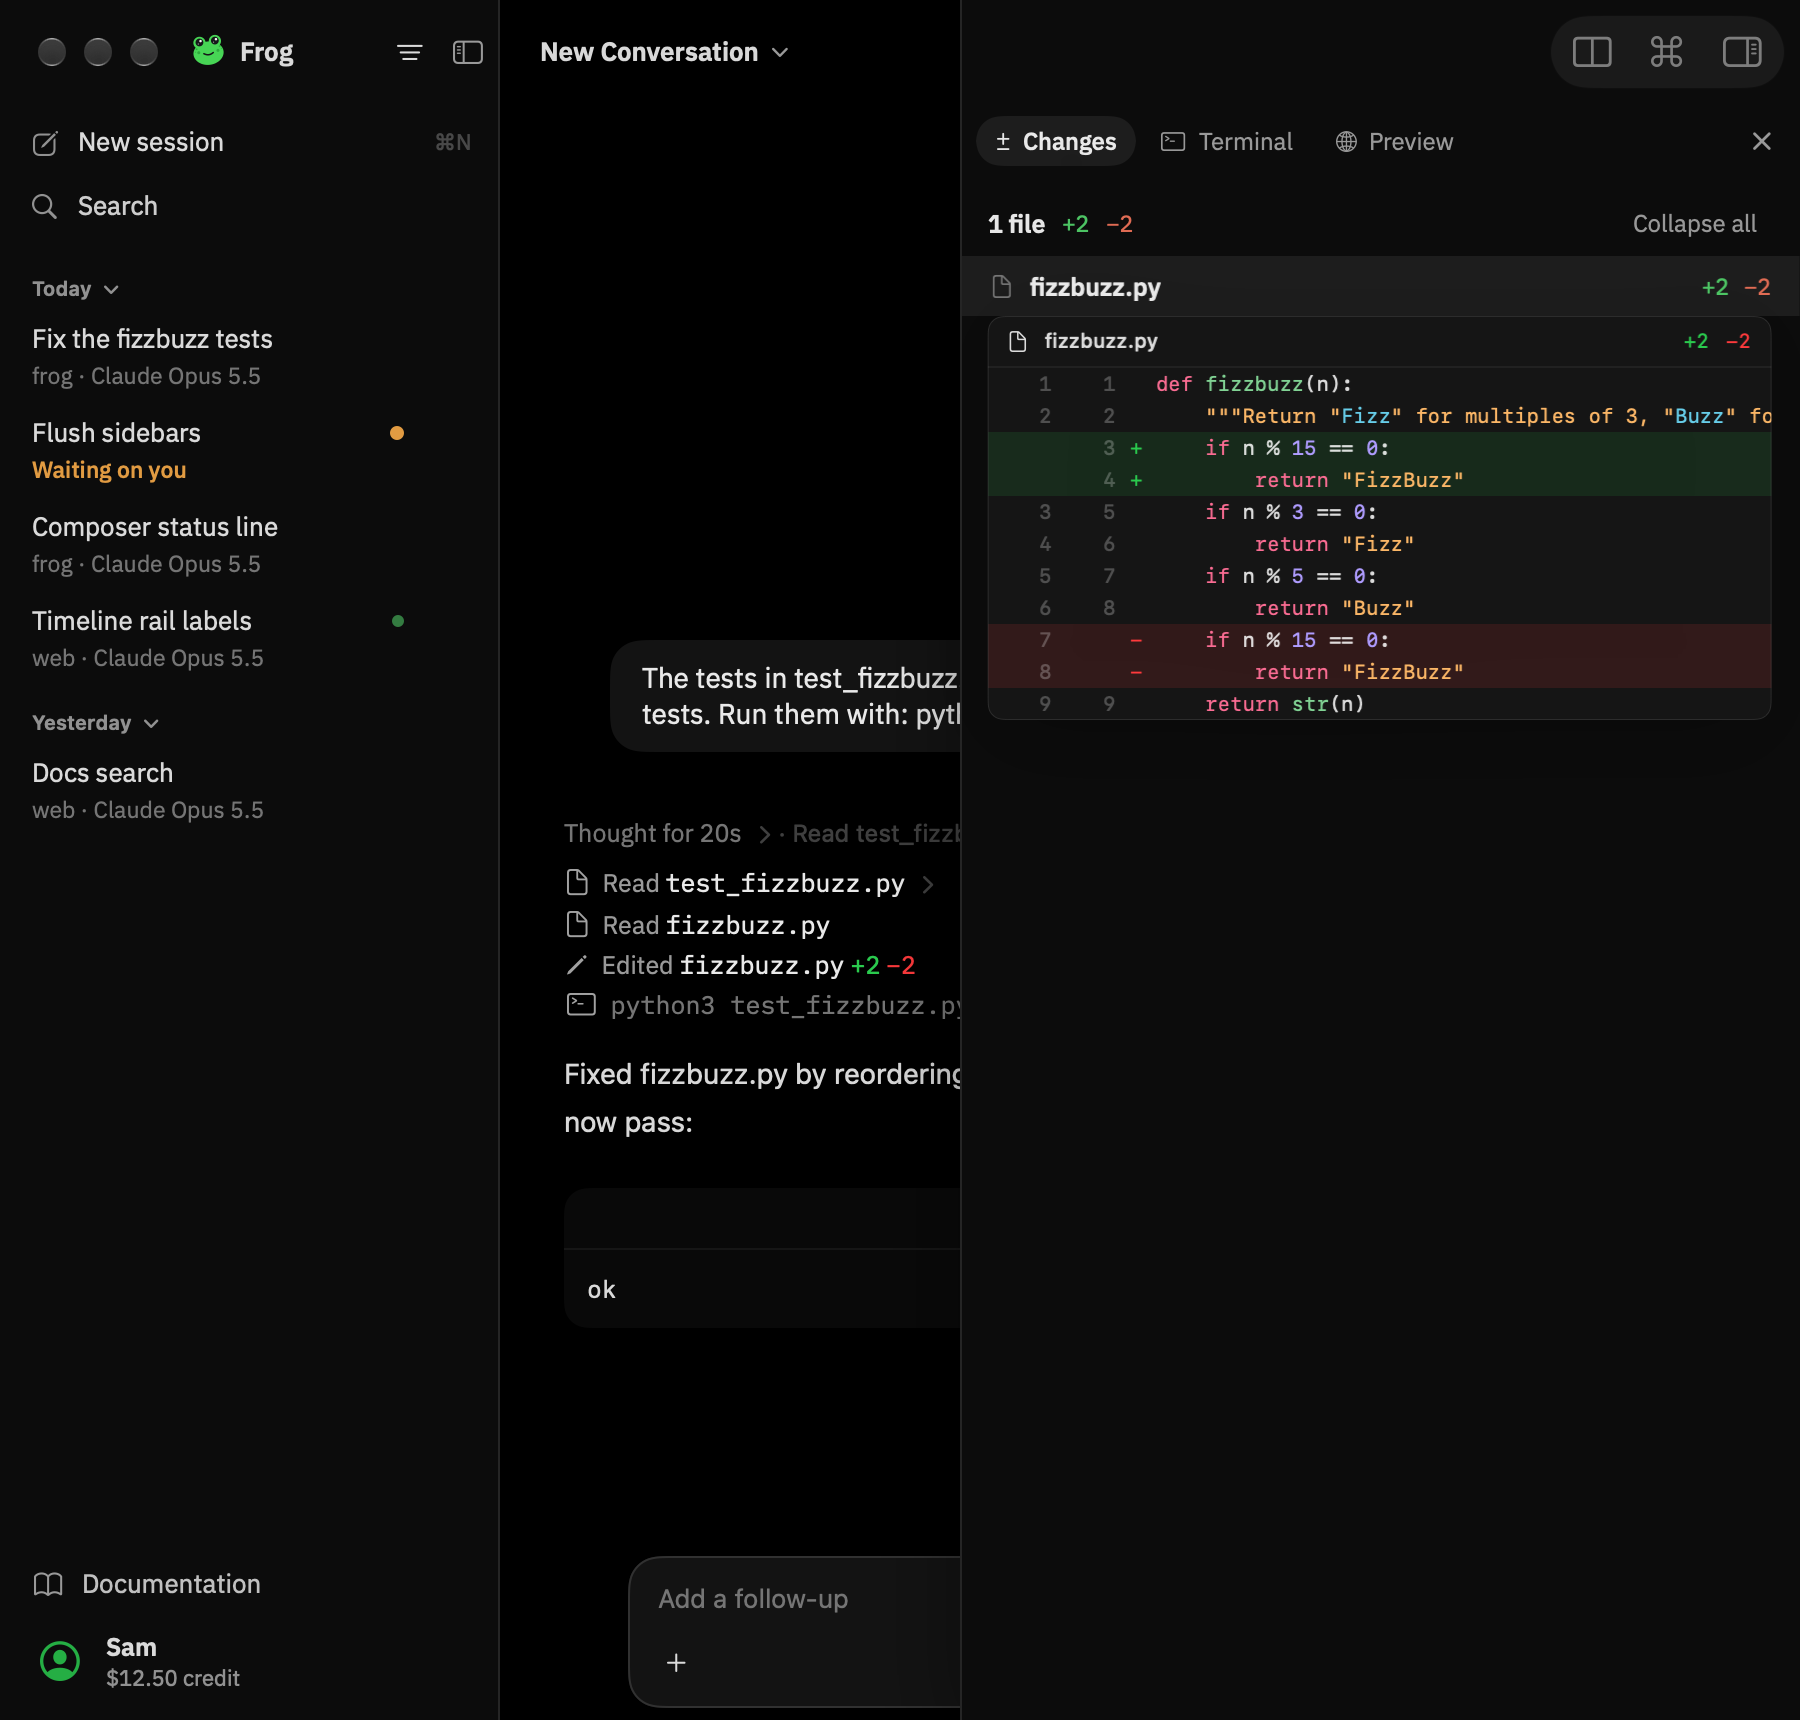 Frog
New session ⌘N
Search
Today
Fix the fizzbuzz tests
frog · Claude Opus 5.5
Flush sidebars
Waiting on you
Composer status line
frog · Claude Opus 5.5
Timeline rail labels
web · Claude Opus 5.5
Yesterday
Docs search
web · Claude Opus 5.5
Documentation
Sam
$12.50 credit
New Conversation
The tests in test_fizzbuzz
tests. Run them with: pyt
Thought for 20s > · Read test_fizz
Read test_fizzbuzz.py >
Read fizzbuzz.py
Edited fizzbuzz.py +2 −2
python3 test_fizzbuzz.py
Fixed fizzbuzz.py by reordering
now pass:
ok
Add a follow-up
+
± Changes Terminal Preview ×
1 file +2 −2 Collapse all
fizzbuzz.py +2 −2
fizzbuzz.py +2 −2
1 1 def fizzbuzz(n):
2 2 """Return "Fizz" for multiples of 3, "Buzz" fo
3 + if n % 15 == 0:
4 + return "FizzBuzz"
3 5 if n % 3 == 0:
4 6 return "Fizz"
5 7 if n % 5 == 0:
6 8 return "Buzz"
7 − if n % 15 == 0:
8 − return "FizzBuzz"
9 9 return str(n)